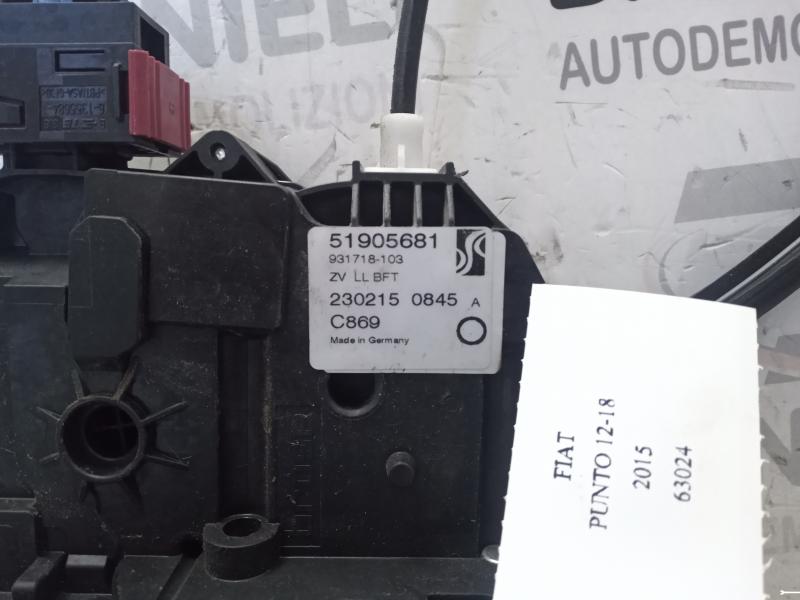 AUTODEMO
51905681
931718-103
ZV LL BFT
230215 0845 A
C869
Made in Germany
FIAT
PUNTO 12-18
2015
63024